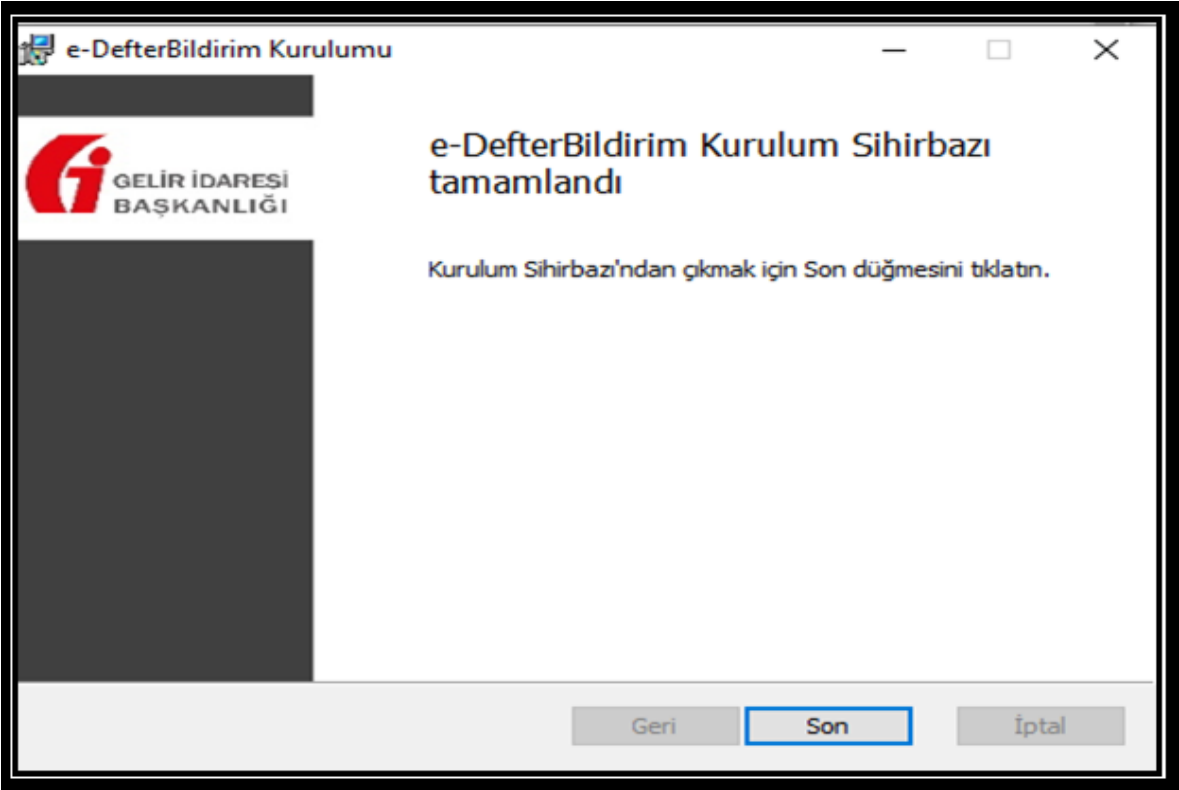 e-DefterBildirim Kurulumu
GELİR İDARESİ
BAŞKANLIĞI
e-DefterBildirim Kurulum Sihirbazı
tamamlandı
Kurulum Sihirbazı'ndan çıkmak için Son düğmesini tıklatın.
Geri
Son
İptal